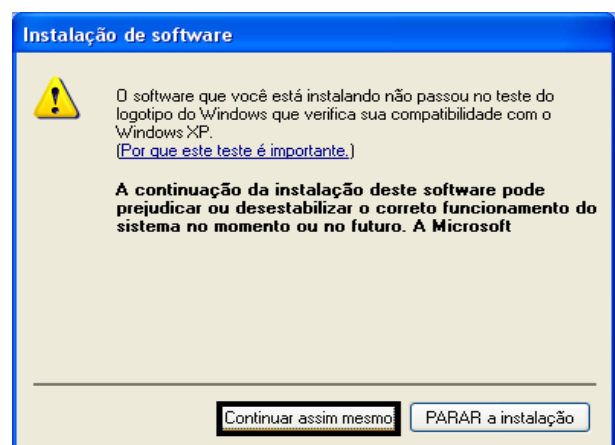 Instalação de software
O software que você está instalando não passou no teste do
logotipo do Windows que verifica sua compatibilidade com o
Windows XP.
(Por que este teste é importante.)
A continuação da instalação deste software pode
prejudicar ou desestabilizar o correto funcionamento do
sistema no momento ou no futuro. A Microsoft
Continuar assim mesmo PARAR a instalação